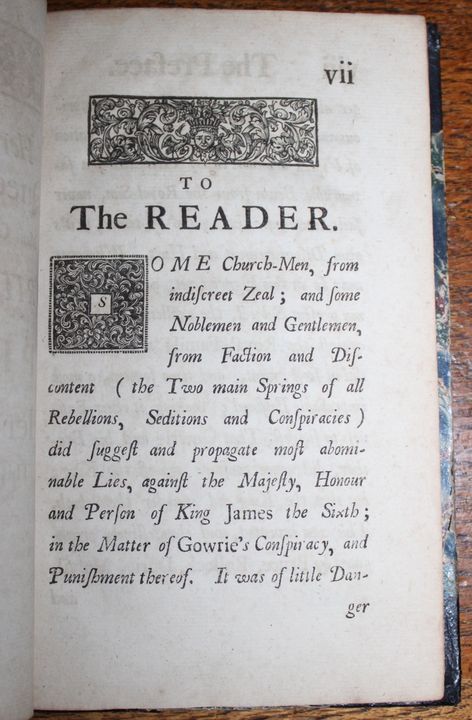 vii
TO
The READER.
SOME Church-Men, from
indiſcreet Zeal; and ſome
Noblemen and Gentlemen,
from Faction and Diſ-
content ( the Two main Springs of all
Rebellions, Seditions and Conſpiracies )
did ſuggeſt and propagate moſt abomi-
nable Lies, againſt the Majeſty, Honour
and Perſon of King James the Sixth;
in the Matter of Gowrie's Conſpiracy, and
Puniſhment thereof. It was of little Dan-
ger